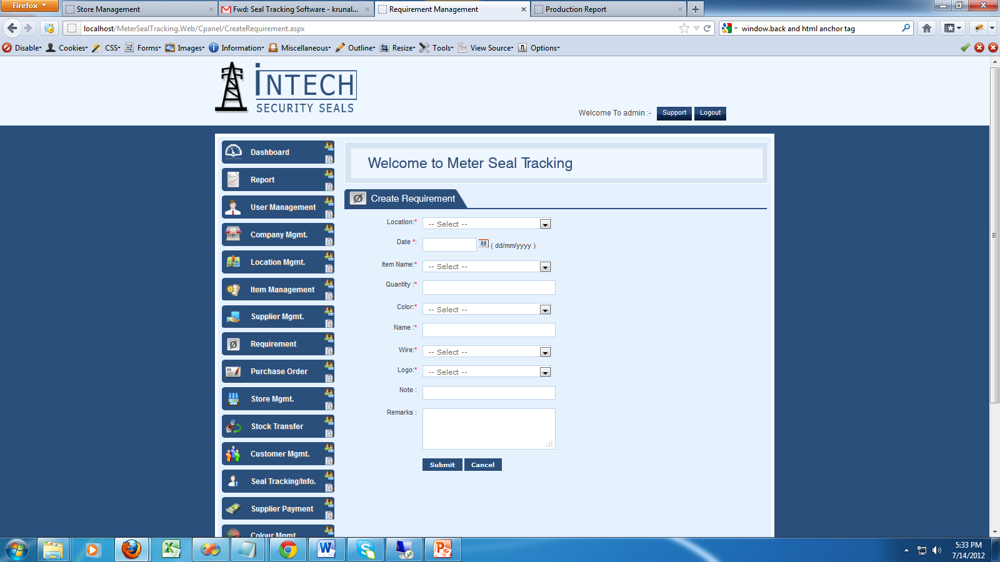 Firefox
Store Management
Fwd: Seal Tracking Software - krunal...
Requirement Management
Production Report
localhost/MeterSealTracking.Web/Cpanel/CreateRequirement.aspx
window.back and html anchor tag
Disable
Cookies
CSS
Forms
Images
Information
Miscellaneous
Outline
Resize
Tools
View Source
Options
INTECH
SECURITY SEALS
Welcome To admin :-
Support
Logout
Dashboard
Report
User Management
Company Mgmt.
Location Mgmt.
Item Management
Supplier Mgmt.
Requirement
Purchase Order
Store Mgmt.
Stock Transfer
Customer Mgmt.
Seal Tracking/Info.
Supplier Payment
Colour Mgmt
Welcome to Meter Seal Tracking
Create Requirement
Location:* -- Select --
Date *: 22 ( dd/mm/yyyy )
Item Name:* -- Select --
Quantity :*
Color:* -- Select --
Name :*
Wire:* -- Select --
Logo:* -- Select --
Note :
Remarks :
Submit Cancel
5:33 PM
7/14/2012